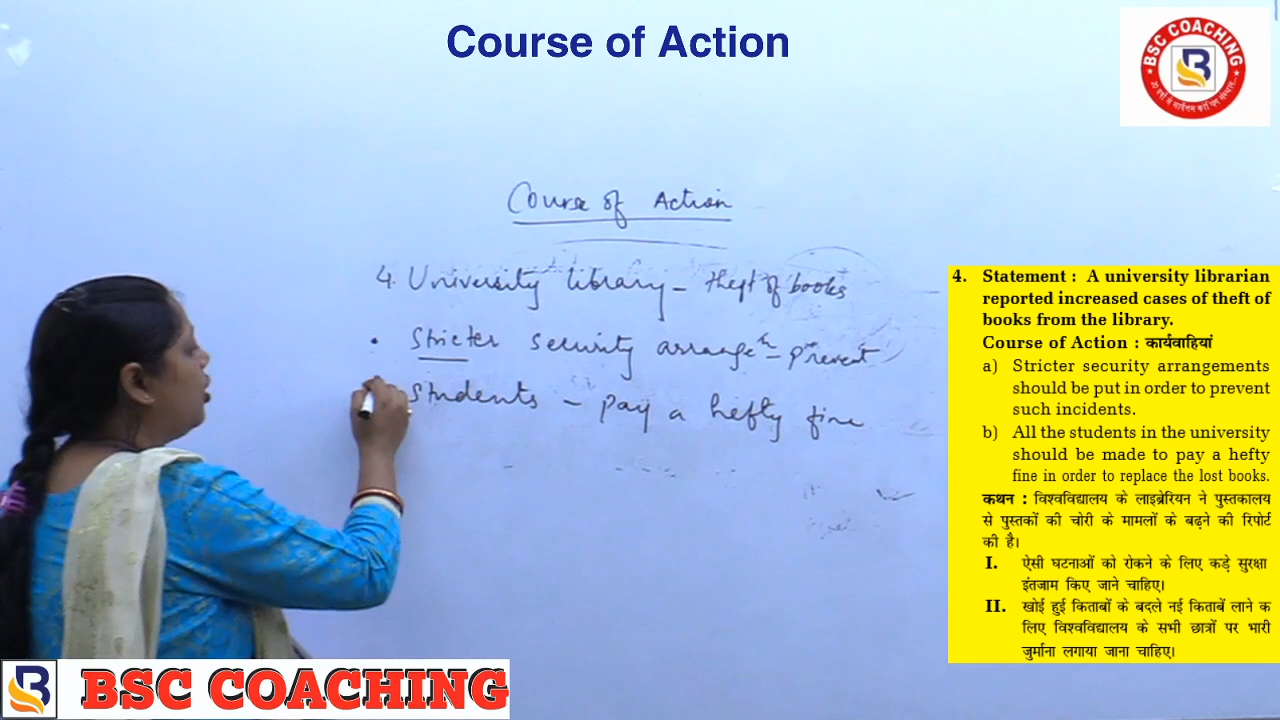 Course of Action
BSC COACHING
B
20 वर्षों से कार्यरत
Course of Action
4. University library - theft of books
• Stricter security arrangeth - prevent
Students - pay a hefty fine
4. Statement : A university librarian
reported increased cases of theft of
books from the library.
Course of Action : कार्यवाहियां
a) Stricter security arrangements
should be put in order to prevent
such incidents.
b) All the students in the university
should be made to pay a hefty
fine in order to replace the lost books.
कथन : विश्वविद्यालय के लाइब्रेरियन ने पुस्तकालय
से पुस्तकों की चोरी के मामलों के बढ़ने की रिपोर्ट
की है।
I. ऐसी घटनाओं को रोकने के लिए कड़े सुरक्षा
इंतजाम किए जाने चाहिए।
II. खोई हुई किताबों के बदले नई किताबें लाने क
लिए विश्वविद्यालय के सभी छात्रों पर भारी
जुर्माना लगाया जाना चाहिए।
B BSC COACHING